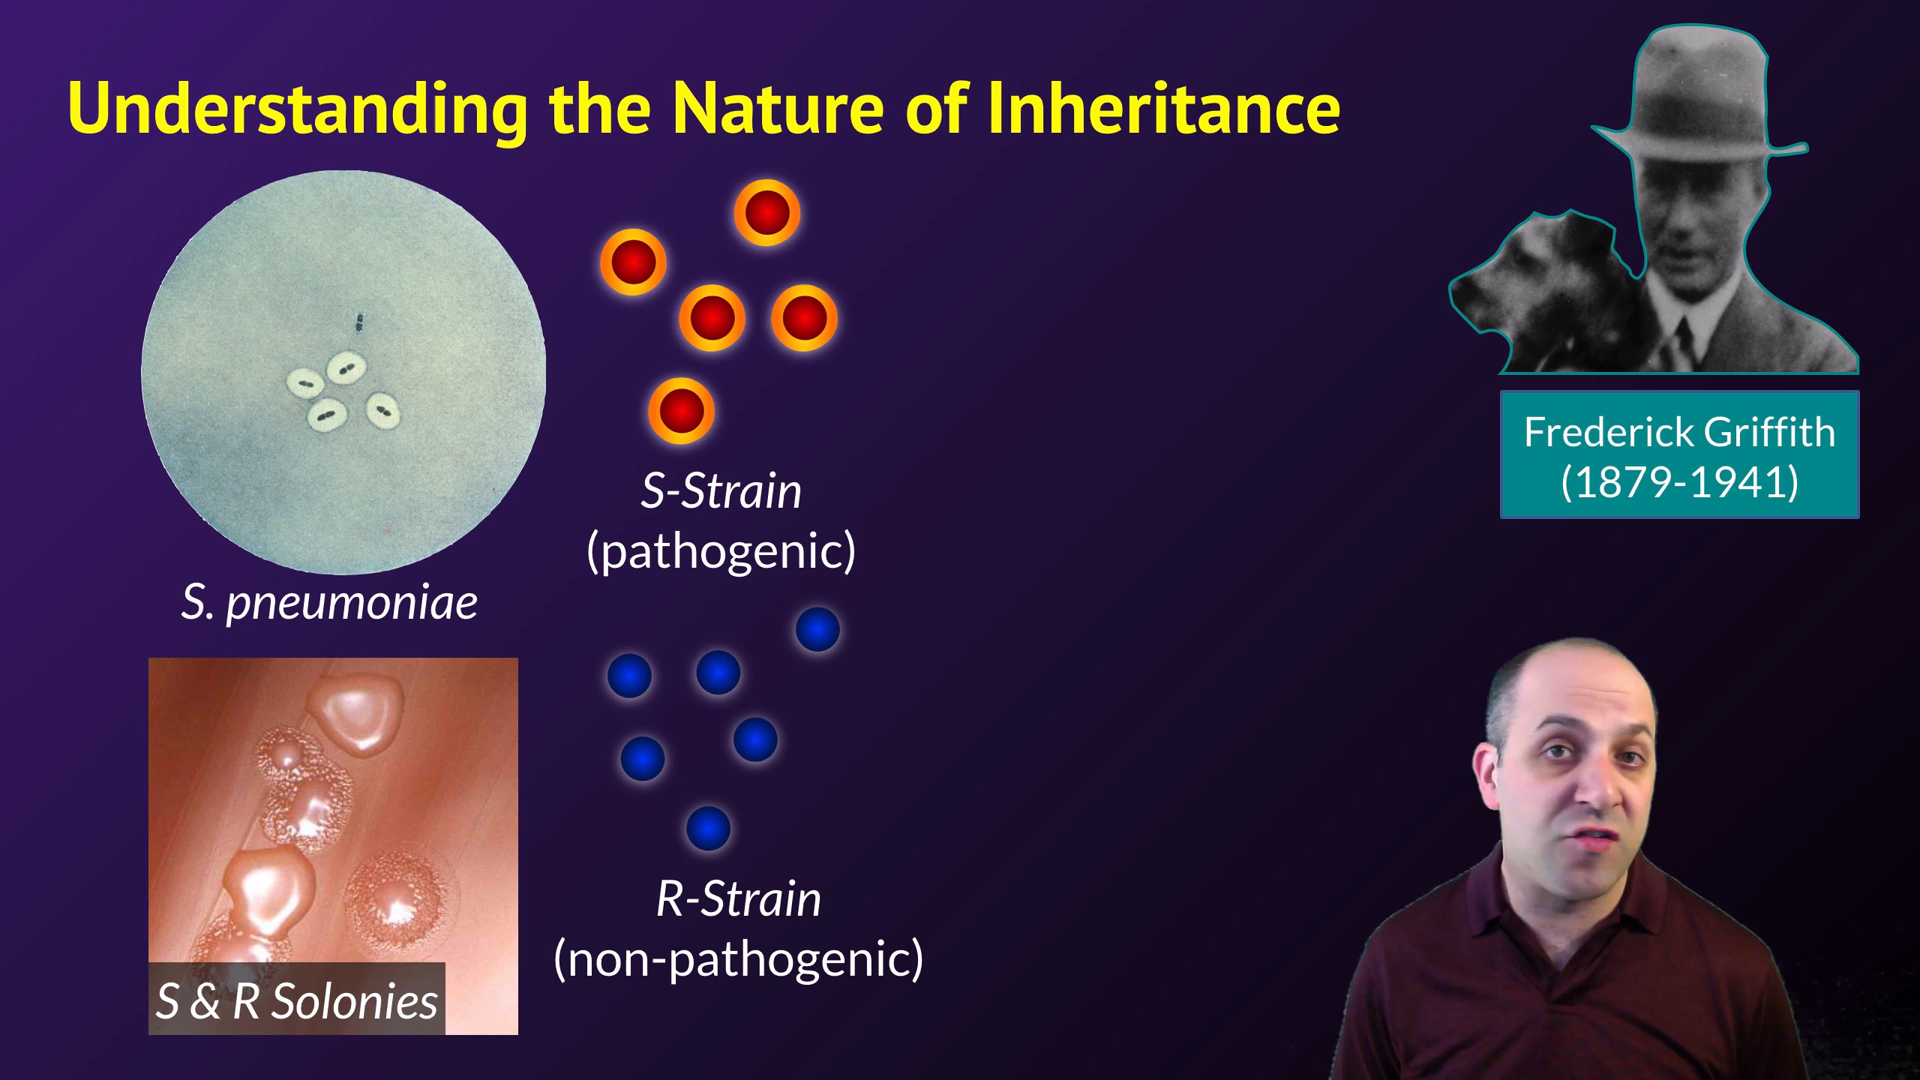 Understanding the Nature of Inheritance
S. pneumoniae
S-Strain
(pathogenic)
R-Strain
(non-pathogenic)
S & R Solonies
Frederick Griffith
(1879-1941)